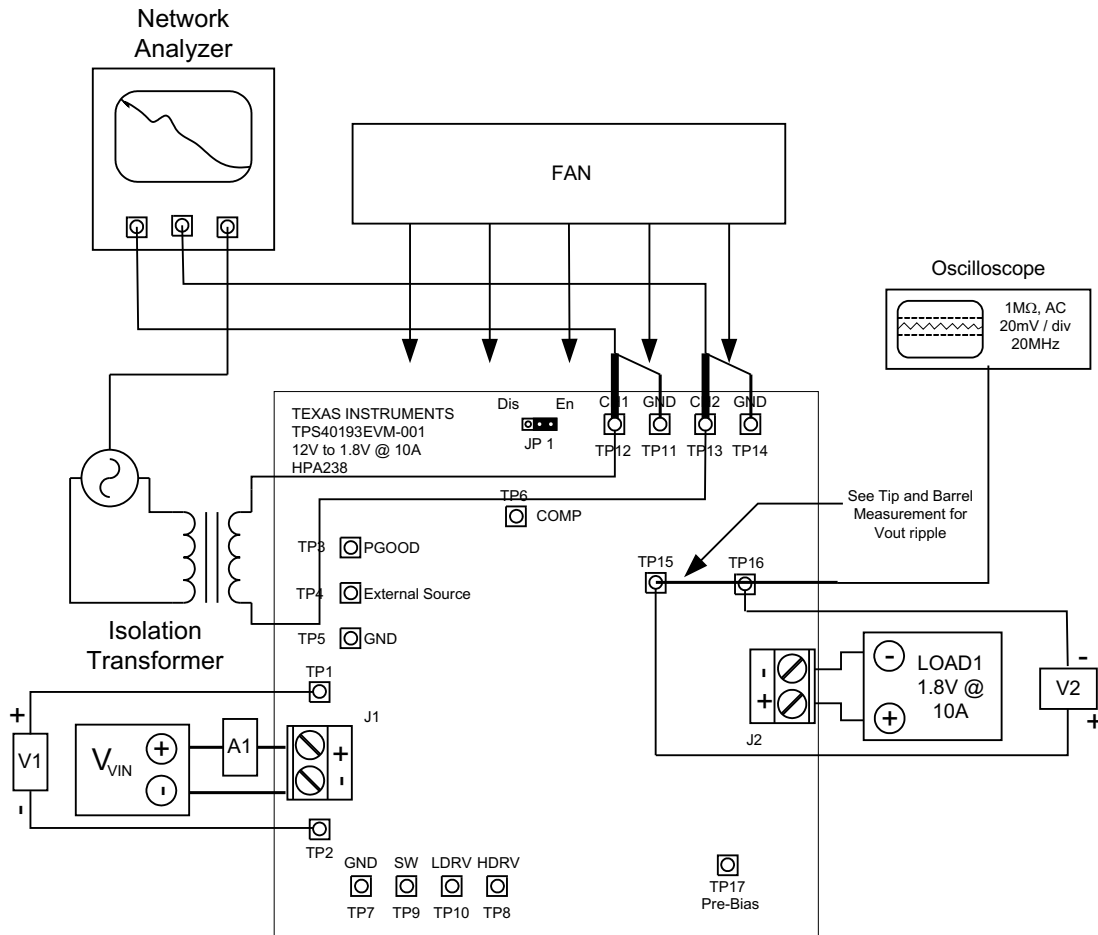 Network
Analyzer
FAN
Oscilloscope
1MΩ, AC
20mV / div
20MHz
TEXAS INSTRUMENTS
TPS40193EVM-001
12V to 1.8V @ 10A
HPA238
Dis En
JP 1
CH1 GND CH2 GND
TP12 TP11 TP13 TP14
TP6
COMP
See Tip and Barrel
Measurement for
Vout ripple
TP3 PGOOD
TP4 External Source
TP5 GND
TP15 TP16
Isolation
Transformer
TP1
J1
+
-
V1
+
-
VVIN
+
-
A1
TP2
-
+
J2
-
+
LOAD1
1.8V @
10A
-
V2
+
GND SW LDRV HDRV
TP7 TP9 TP10 TP8
TP17
Pre-Bias